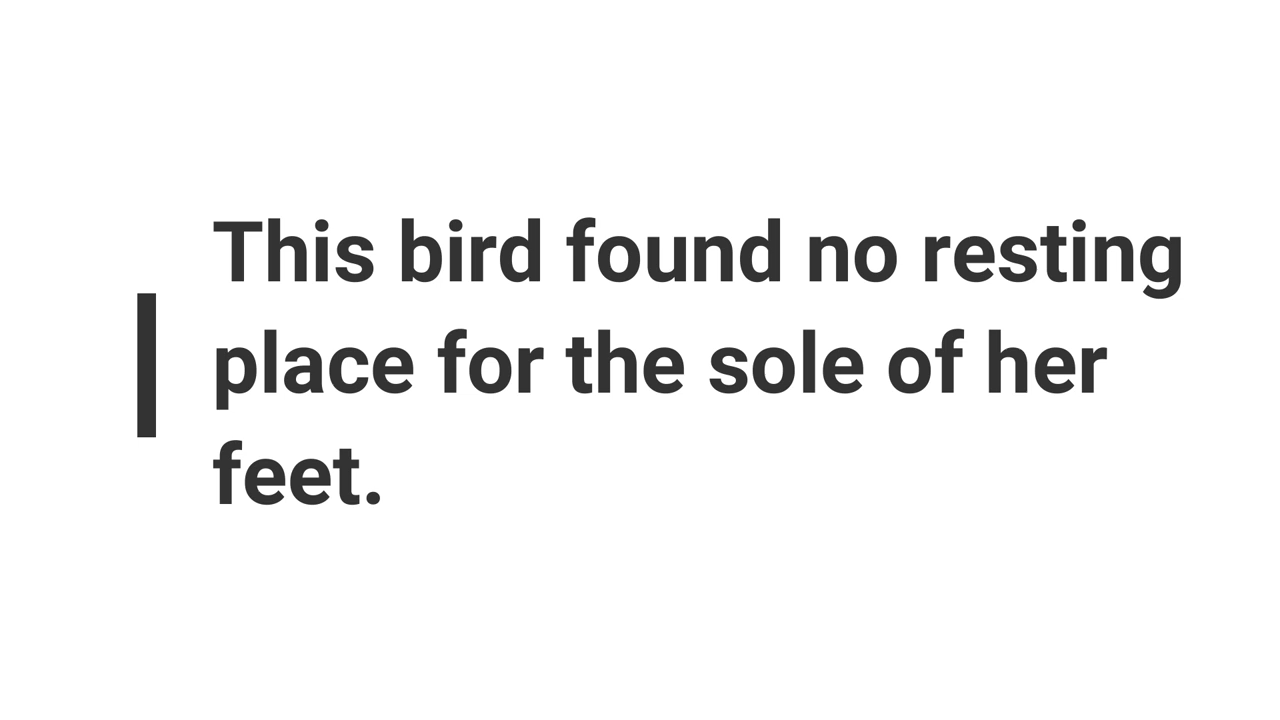 This bird found no resting
place for the sole of her
feet.